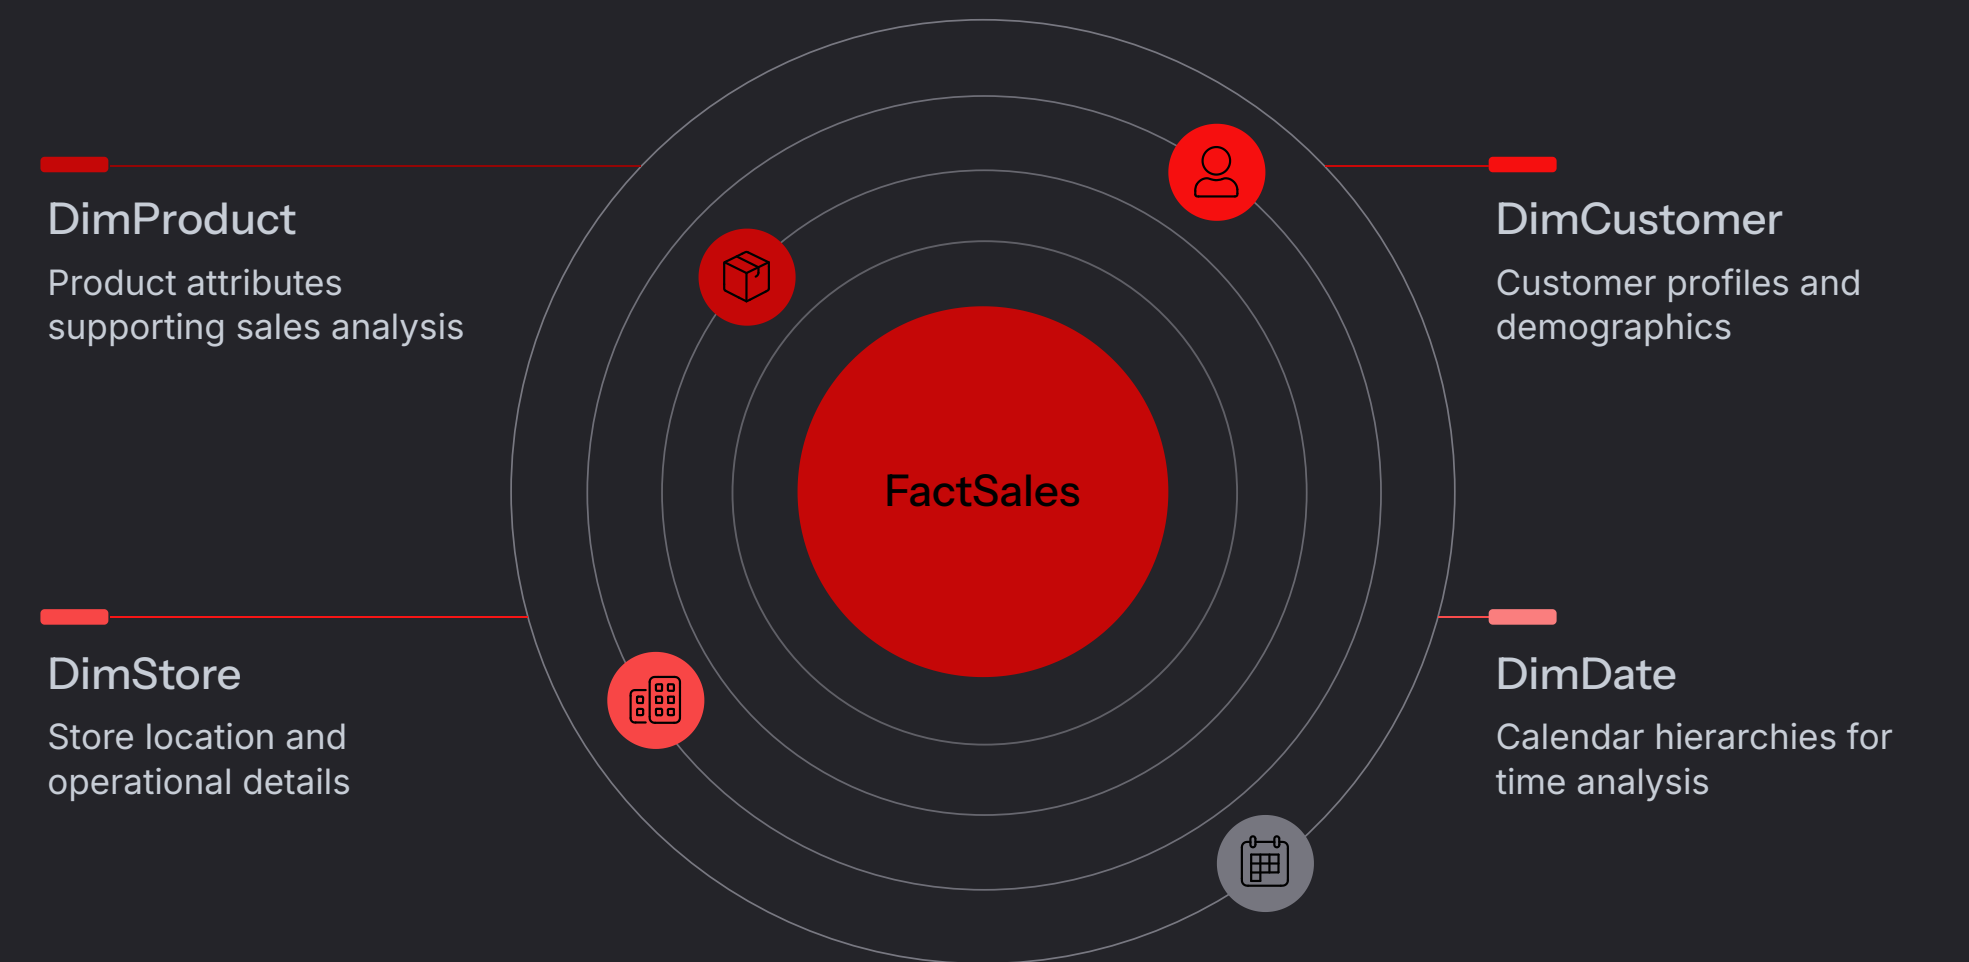 DimProduct
Product attributes
supporting sales analysis
DimCustomer
Customer profiles and
demographics
FactSales
DimStore
Store location and
operational details
DimDate
Calendar hierarchies for
time analysis